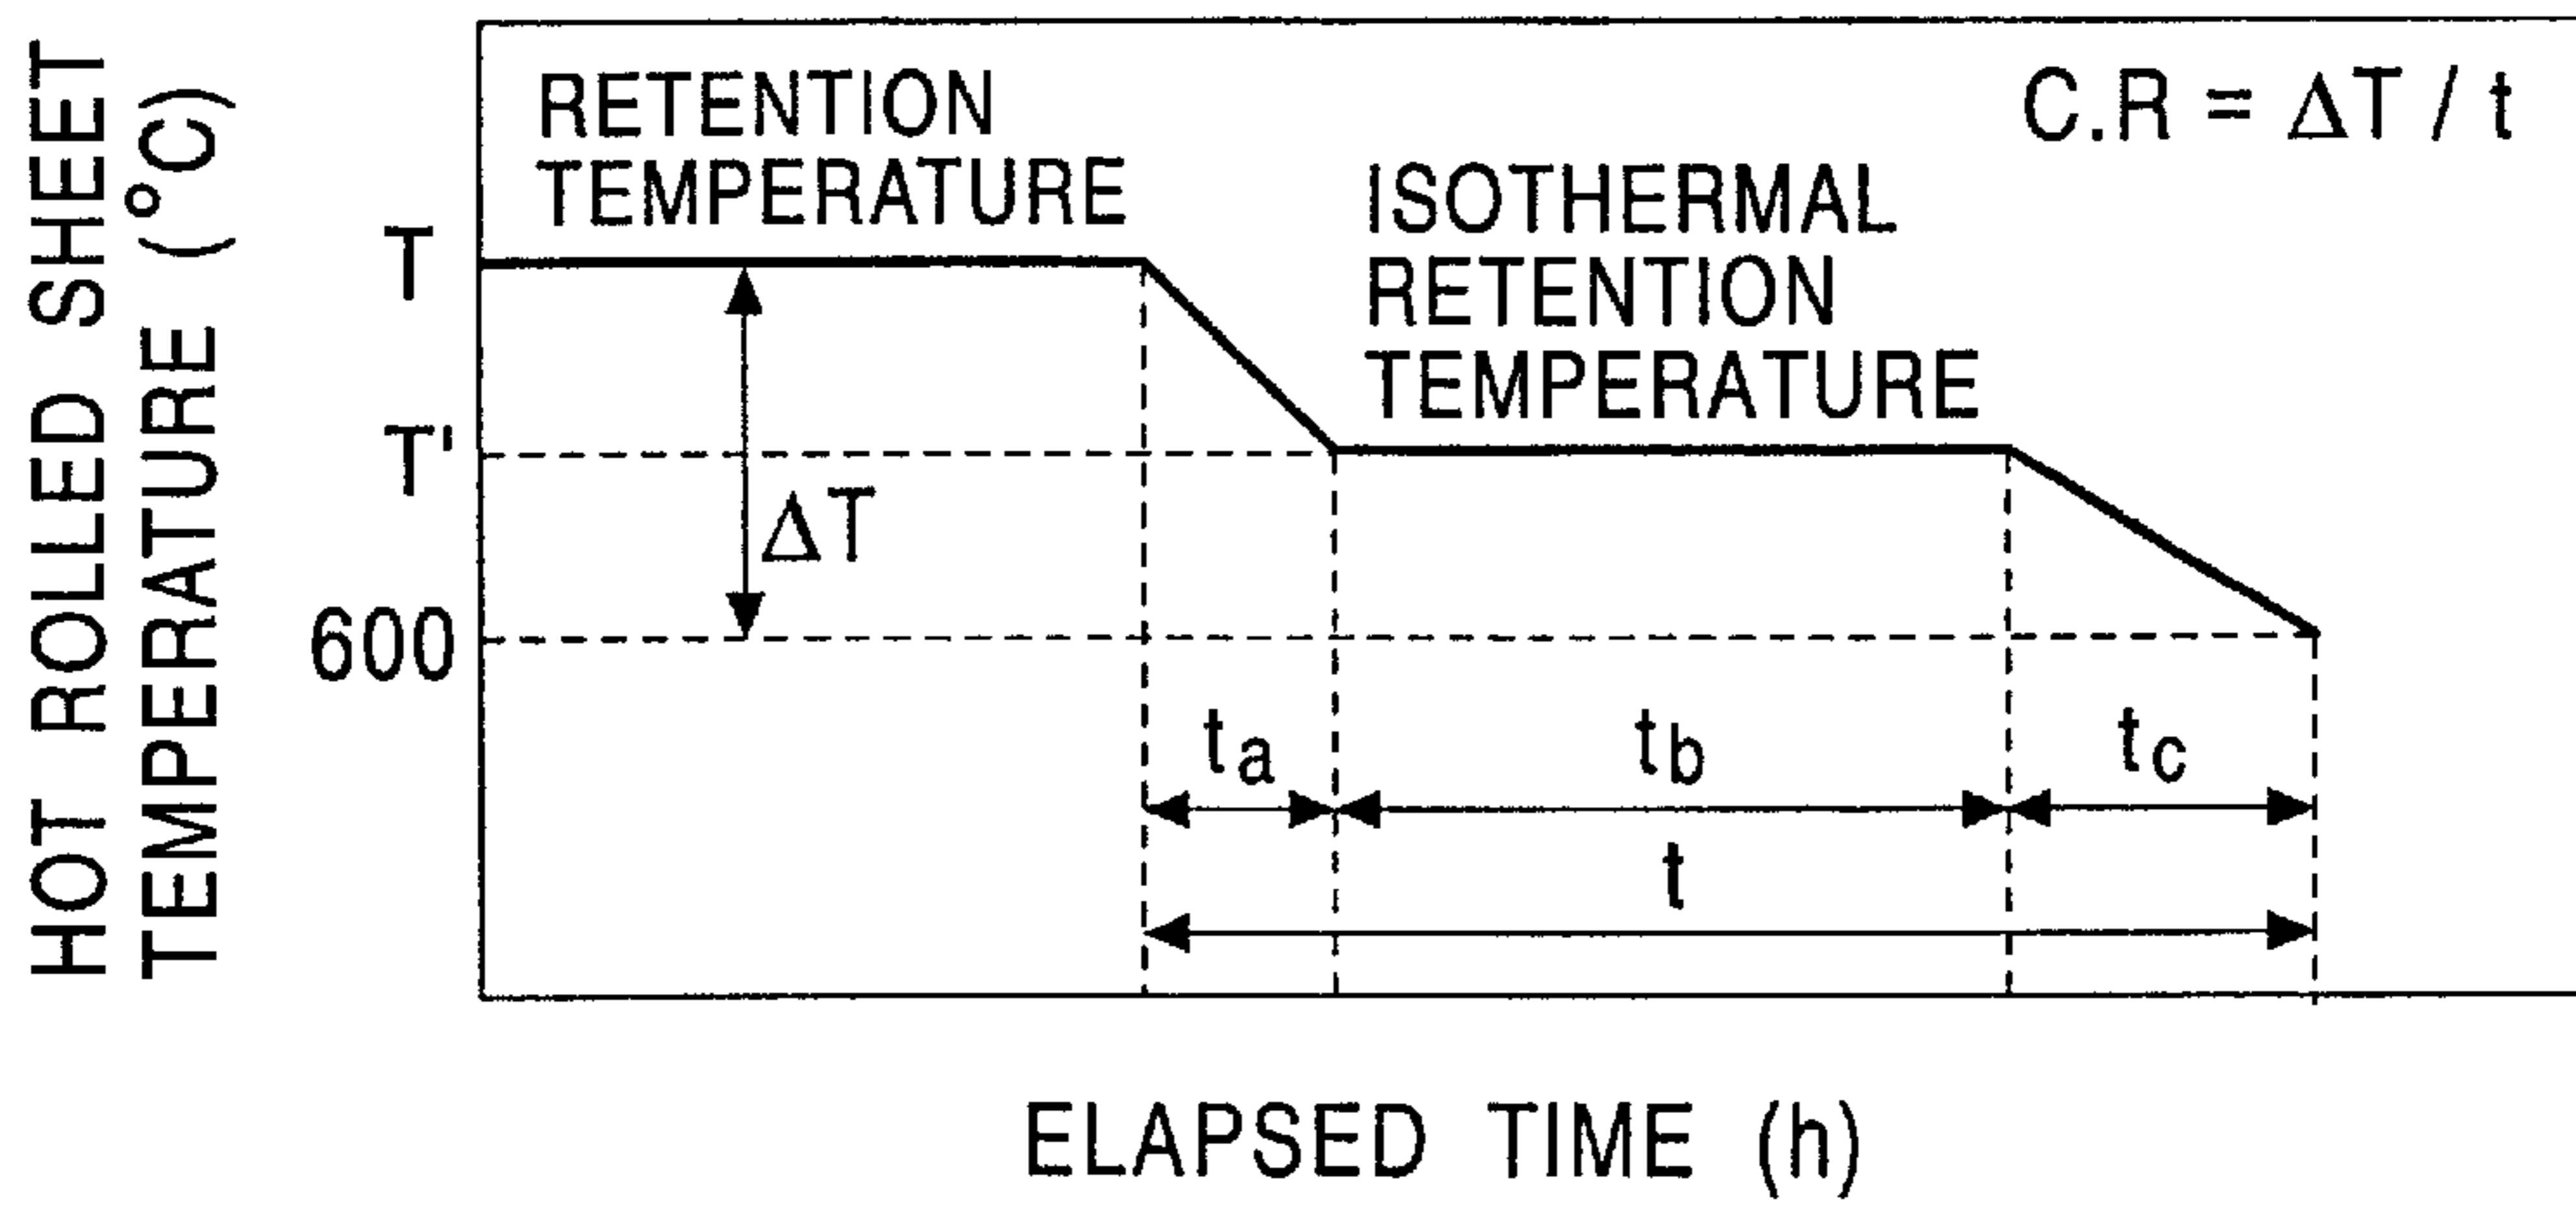 HOT ROLLED SHEET
TEMPERATURE (°C)
RETENTION
TEMPERATURE
C.R = ΔT / t
ISOTHERMAL
RETENTION
TEMPERATURE
T
T'
ΔT
600
ta
tb
tc
t
ELAPSED TIME (h)